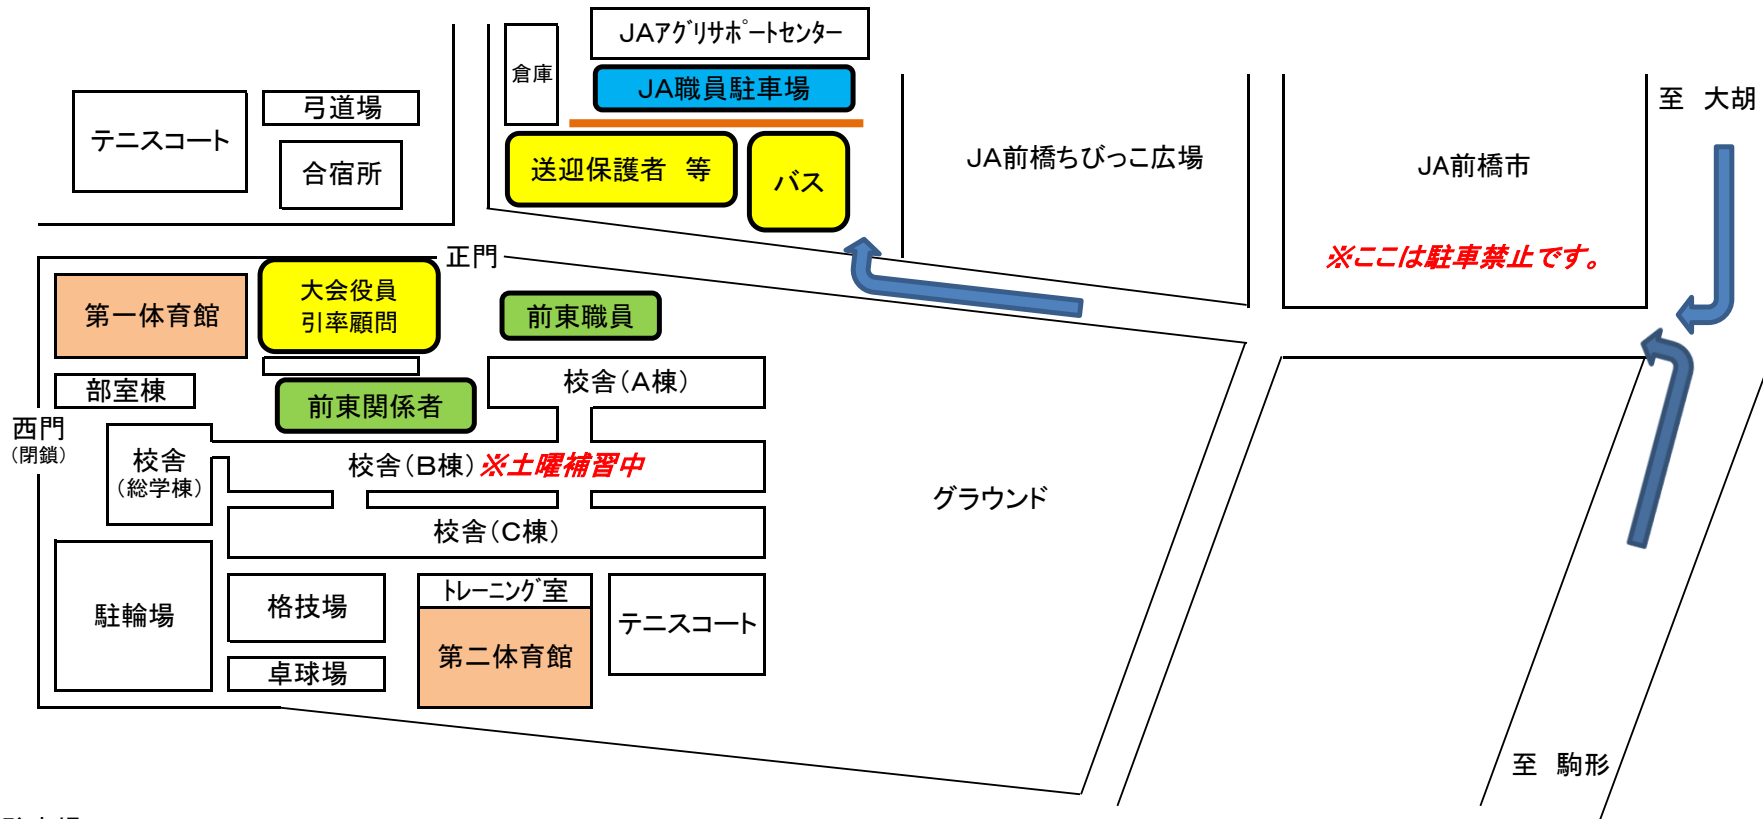 JAアグリサポートセンター
倉庫
JA職員駐車場
至　大胡
弓道場
テニスコート
合宿所
送迎保護者　等
バス
JA前橋ちびっこ広場
JA前橋市
※ここは駐車禁止です。
正門
大会役員
引率顧問
第一体育館
前東職員
部室棟
前東関係者
校舎(A棟)
西門
(閉鎖)
校舎
(総学棟)
校舎(B棟)※土曜補習中
グラウンド
校舎(C棟)
駐輪場
格技場
トレーニング室
テニスコート
第二体育館
卓球場
至　駒形